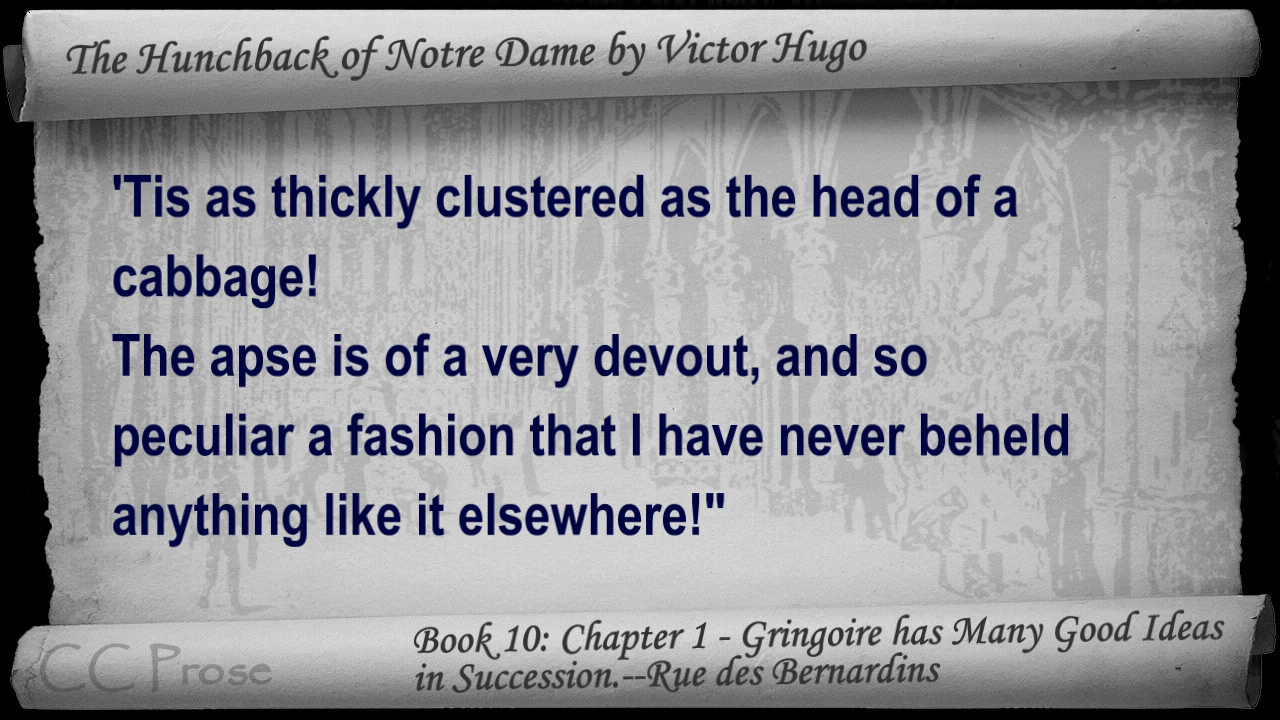 The Hunchback of Notre Dame by Victor Hugo
'Tis as thickly clustered as the head of a
cabbage!
The apse is of a very devout, and so
peculiar a fashion that I have never beheld
anything like it elsewhere!"
CC Prose
Book 10: Chapter 1 - Gringoire has Many Good Ideas
in Succession.--Rue des Bernardins